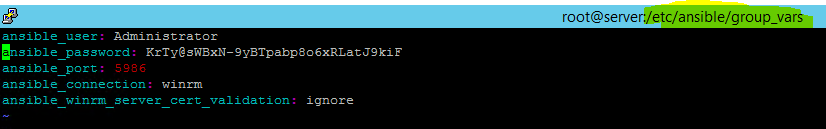 root@server:/etc/ansible/group_vars
ansible_user: Administrator
ansible_password: KrTy@sWBxN-9yBTpabp8o6xRLatJ9kiF
ansible_port: 5986
ansible_connection: winrm
ansible_winrm_server_cert_validation: ignore
~